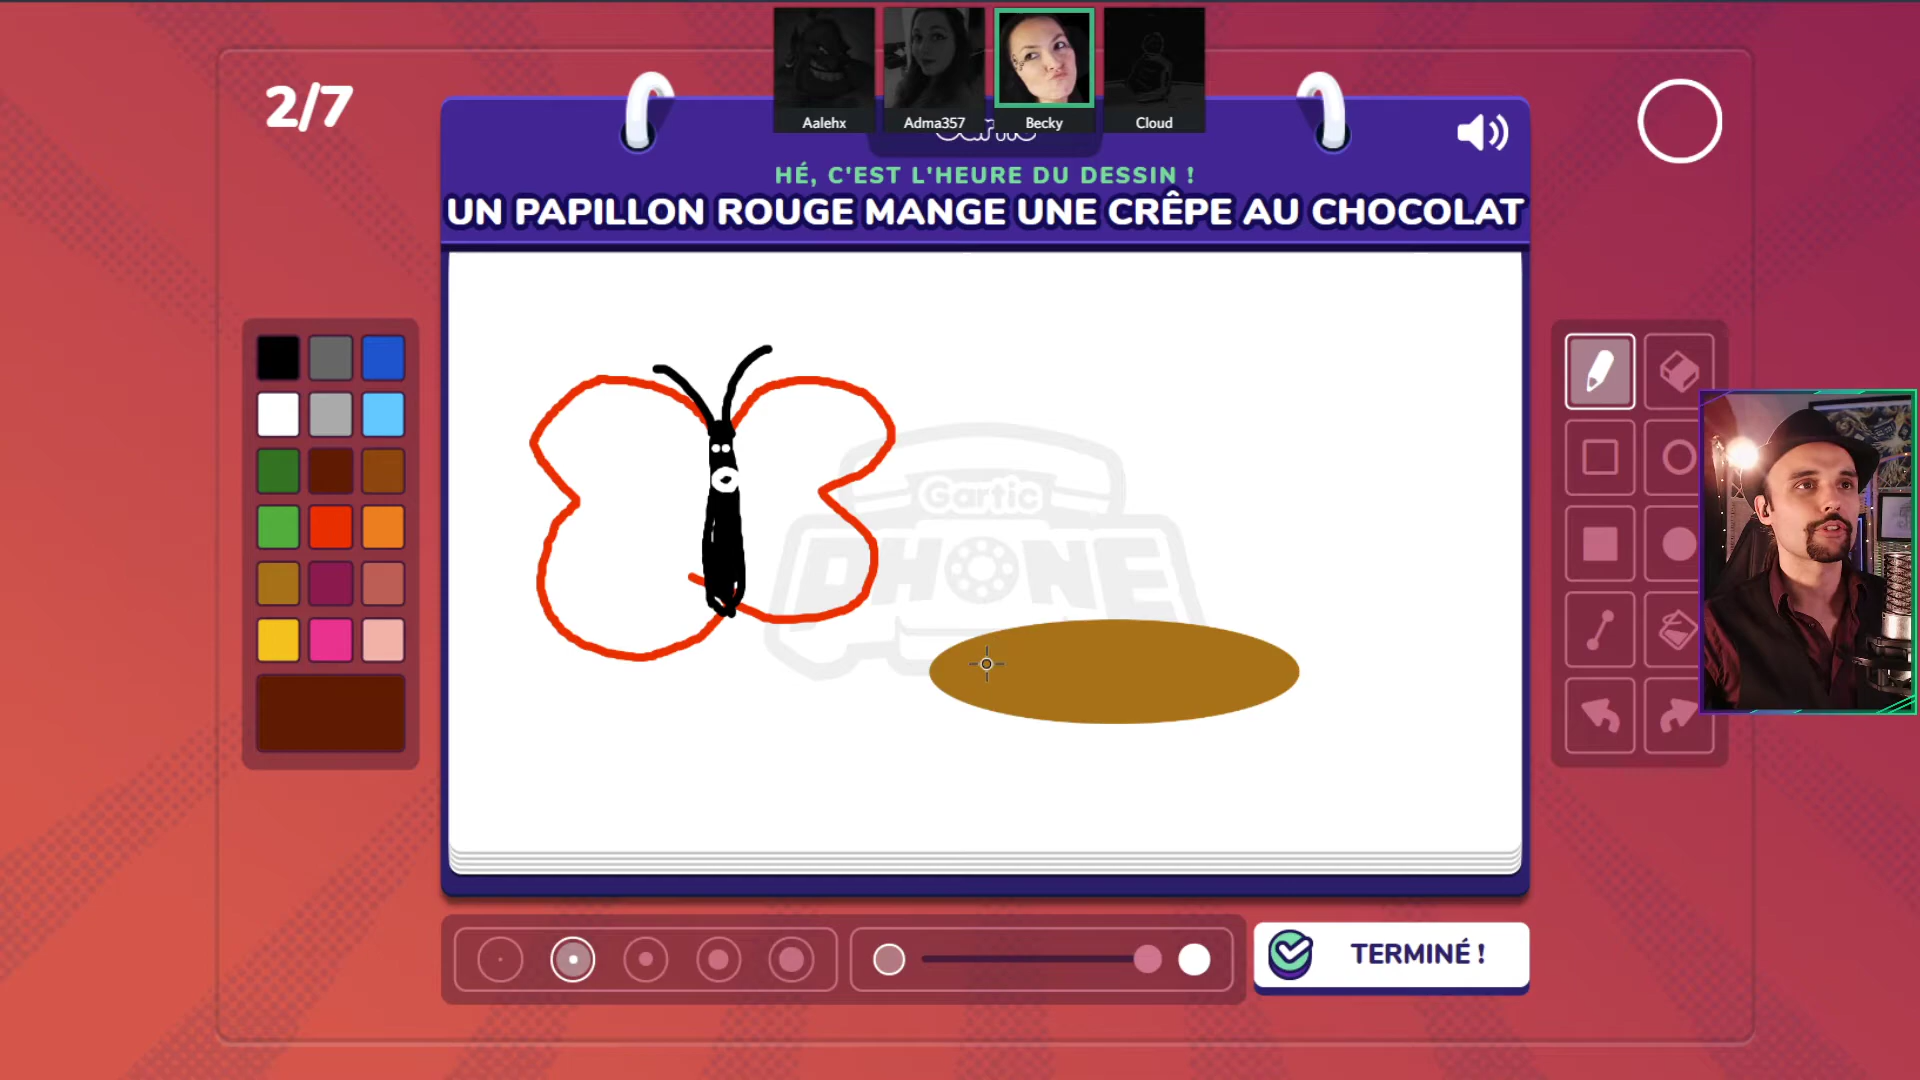 2/7
Aalehx
Adma357
Becky
Cloud
HÉ, C'EST L'HEURE DU DESSIN !
UN PAPILLON ROUGE MANGE UNE CRÊPE AU CHOCOLAT
Gartic
PHONE
TERMINÉ !